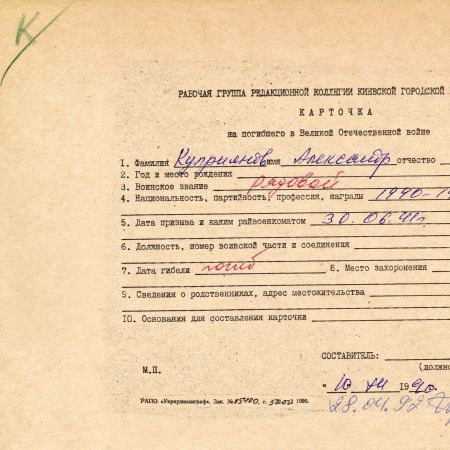 К
РАБОЧАЯ ГРУППА РЕДАКЦИОННОЙ КОЛЛЕГИИ КИЕВСКОЙ ГОРОДСКОЙ
КАРТОЧКА
на погибшего в Великой Отечественной войне
1. Фамилия Куприянов имя Александр отчество
2. Год и место рождения
3. Воинское звание рядовой
4. Национальность, партийность, профессия, награды 1940-19
5. Дата призыва и каким райвоенкоматом 30.06.41г
6. Должность, номер воинской части и соединения
7. Дата гибели погиб 8. Место захоронения
9. Сведения о родственниках, адрес местожительства
10. Основания для составления карточки
СОСТАВИТЕЛЬ:
(должно
М.П. "10 XII 1990.
РАПО «Укрвузполиграф». Зак. № 1990.
28.04.92